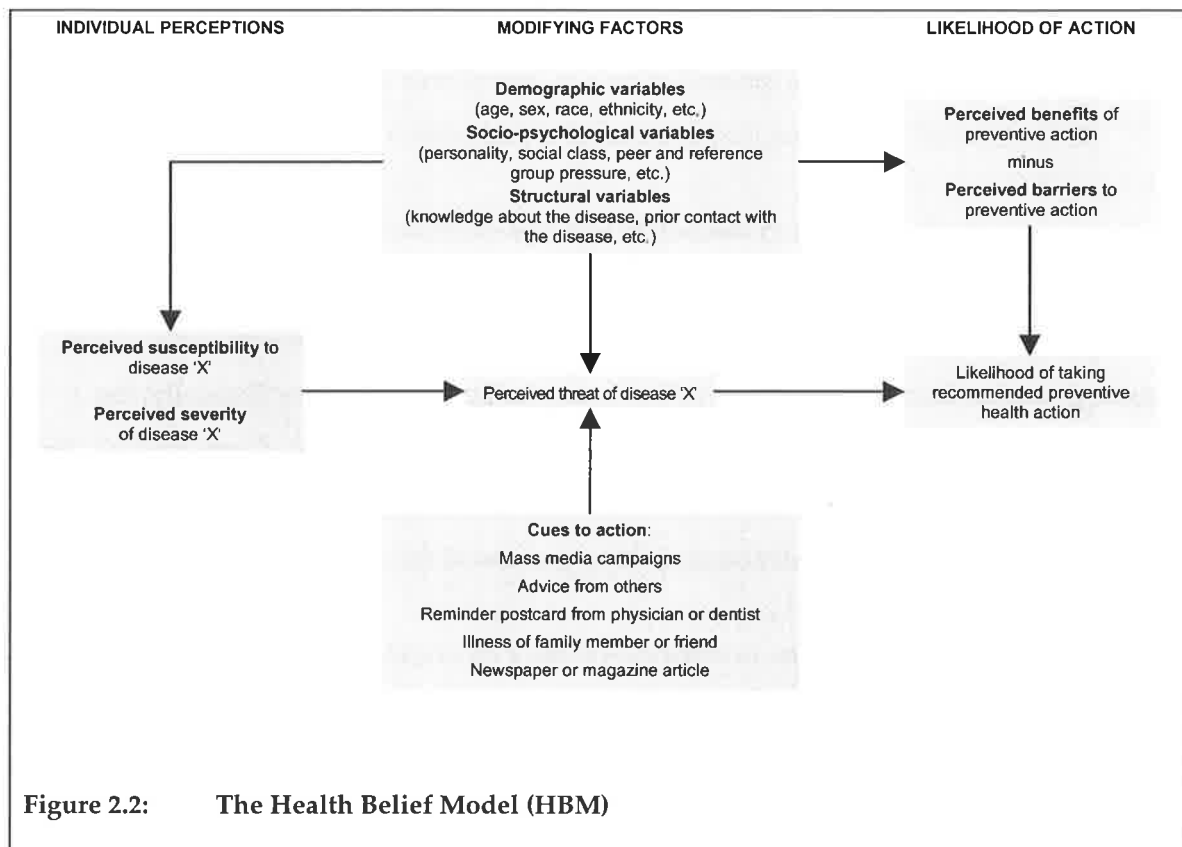 INDIVIDUAL PERCEPTIONS
MODIFYING FACTORS
LIKELIHOOD OF ACTION
Demographic variables
(age, sex, race, ethnicity, etc.)
Socio-psychological variables
(personality, social class, peer and reference
group pressure, etc.)
Structural variables
(knowledge about the disease, prior contact with
the disease, etc.)
Perceived benefits of
preventive action
minus
Perceived barriers to
preventive action
Perceived susceptibility to
disease 'X'
Perceived severity
of disease 'X'
Perceived threat of disease 'X'
Likelihood of taking
recommended preventive
health action
Cues to action:
Mass media campaigns
Advice from others
Reminder postcard from physician or dentist
Illness of family member or friend
Newspaper or magazine article
Figure 2.2: The Health Belief Model (HBM)